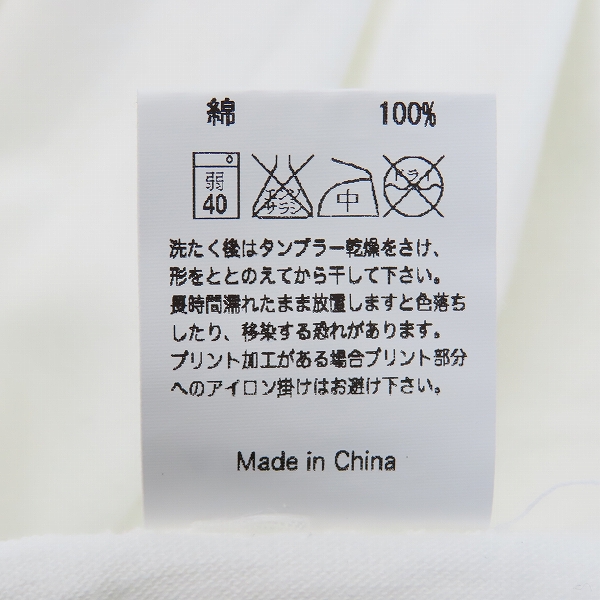 綿 100%
弱 エンソ 中 ドライ
40 サラシ
洗たく後はタンブラー乾燥をさけ、
形をととのえてから干して下さい。
長時間濡れたまま放置しますと色落ち
したり、移染する恐れがあります。
プリント加工がある場合プリント部分
へのアイロン掛けはお避け下さい。
Made in China